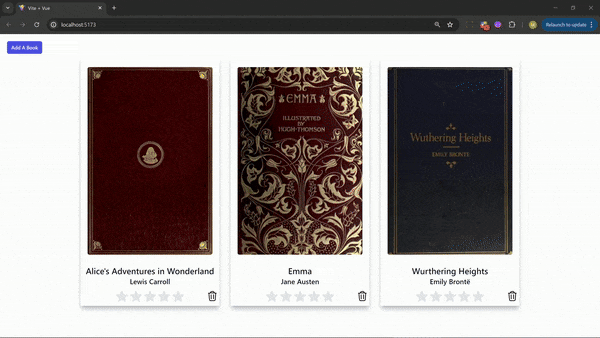 Vite + Vue
localhost:5173
Relaunch to update
Add A Book
EMMA
ILLUSTRATED
BY
HUGH·THOMSON
Wuthering Heights
EMILY BRONTË
Alice's Adventures in Wonderland
Lewis Carroll
Emma
Jane Austen
Wurthering Heights
Emily Brontë